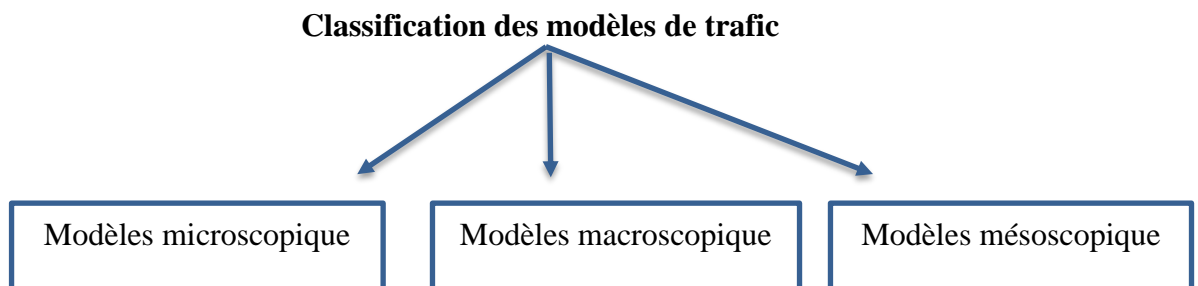 Classification des modèles de trafic
Modèles microscopique
Modèles macroscopique
Modèles mésoscopique